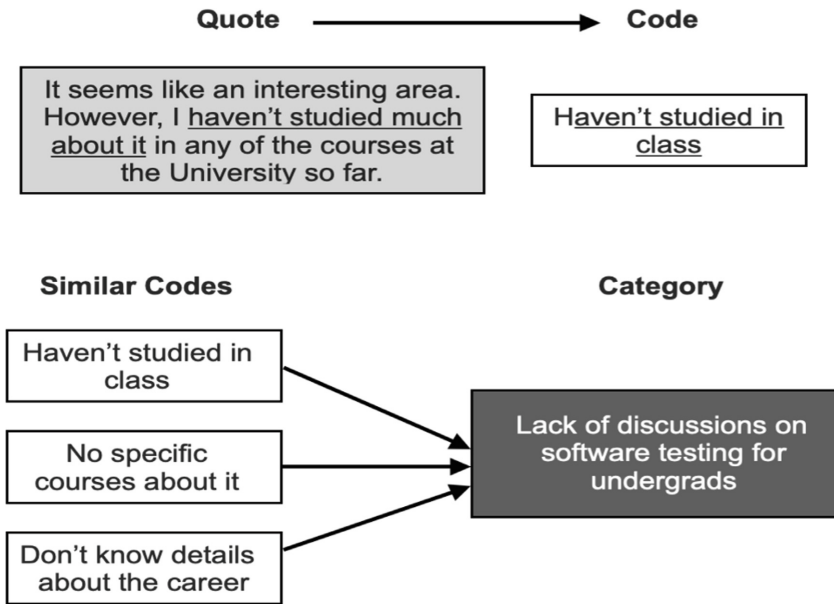 Quote
Code
It seems like an interesting area.
However, I haven't studied much
about it in any of the courses at
the University so far.
Haven't studied in
class
Similar Codes
Category
Haven't studied in
class
No specific
courses about it
Don't know details
about the career
Lack of discussions on
software testing for
undergrads